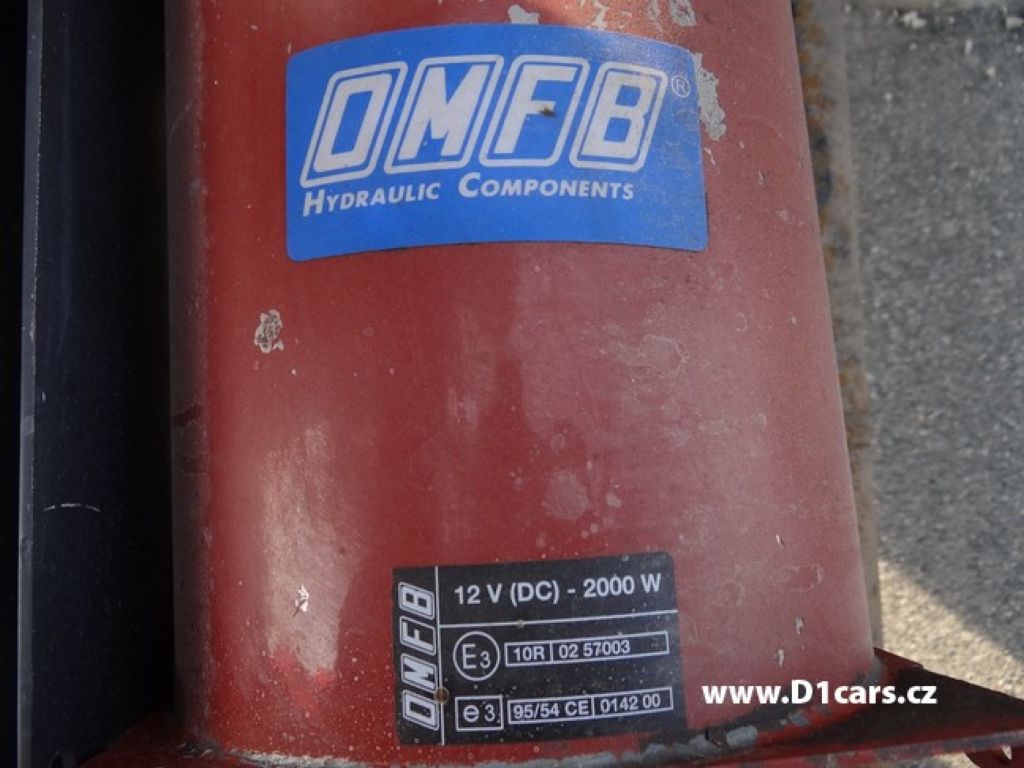 OMFB®
HYDRAULIC COMPONENTS
OMFB
12 V (DC) - 2000 W
E3 10R 02 57003
e 3 95/54 CE 0142 00
www.D1cars.cz